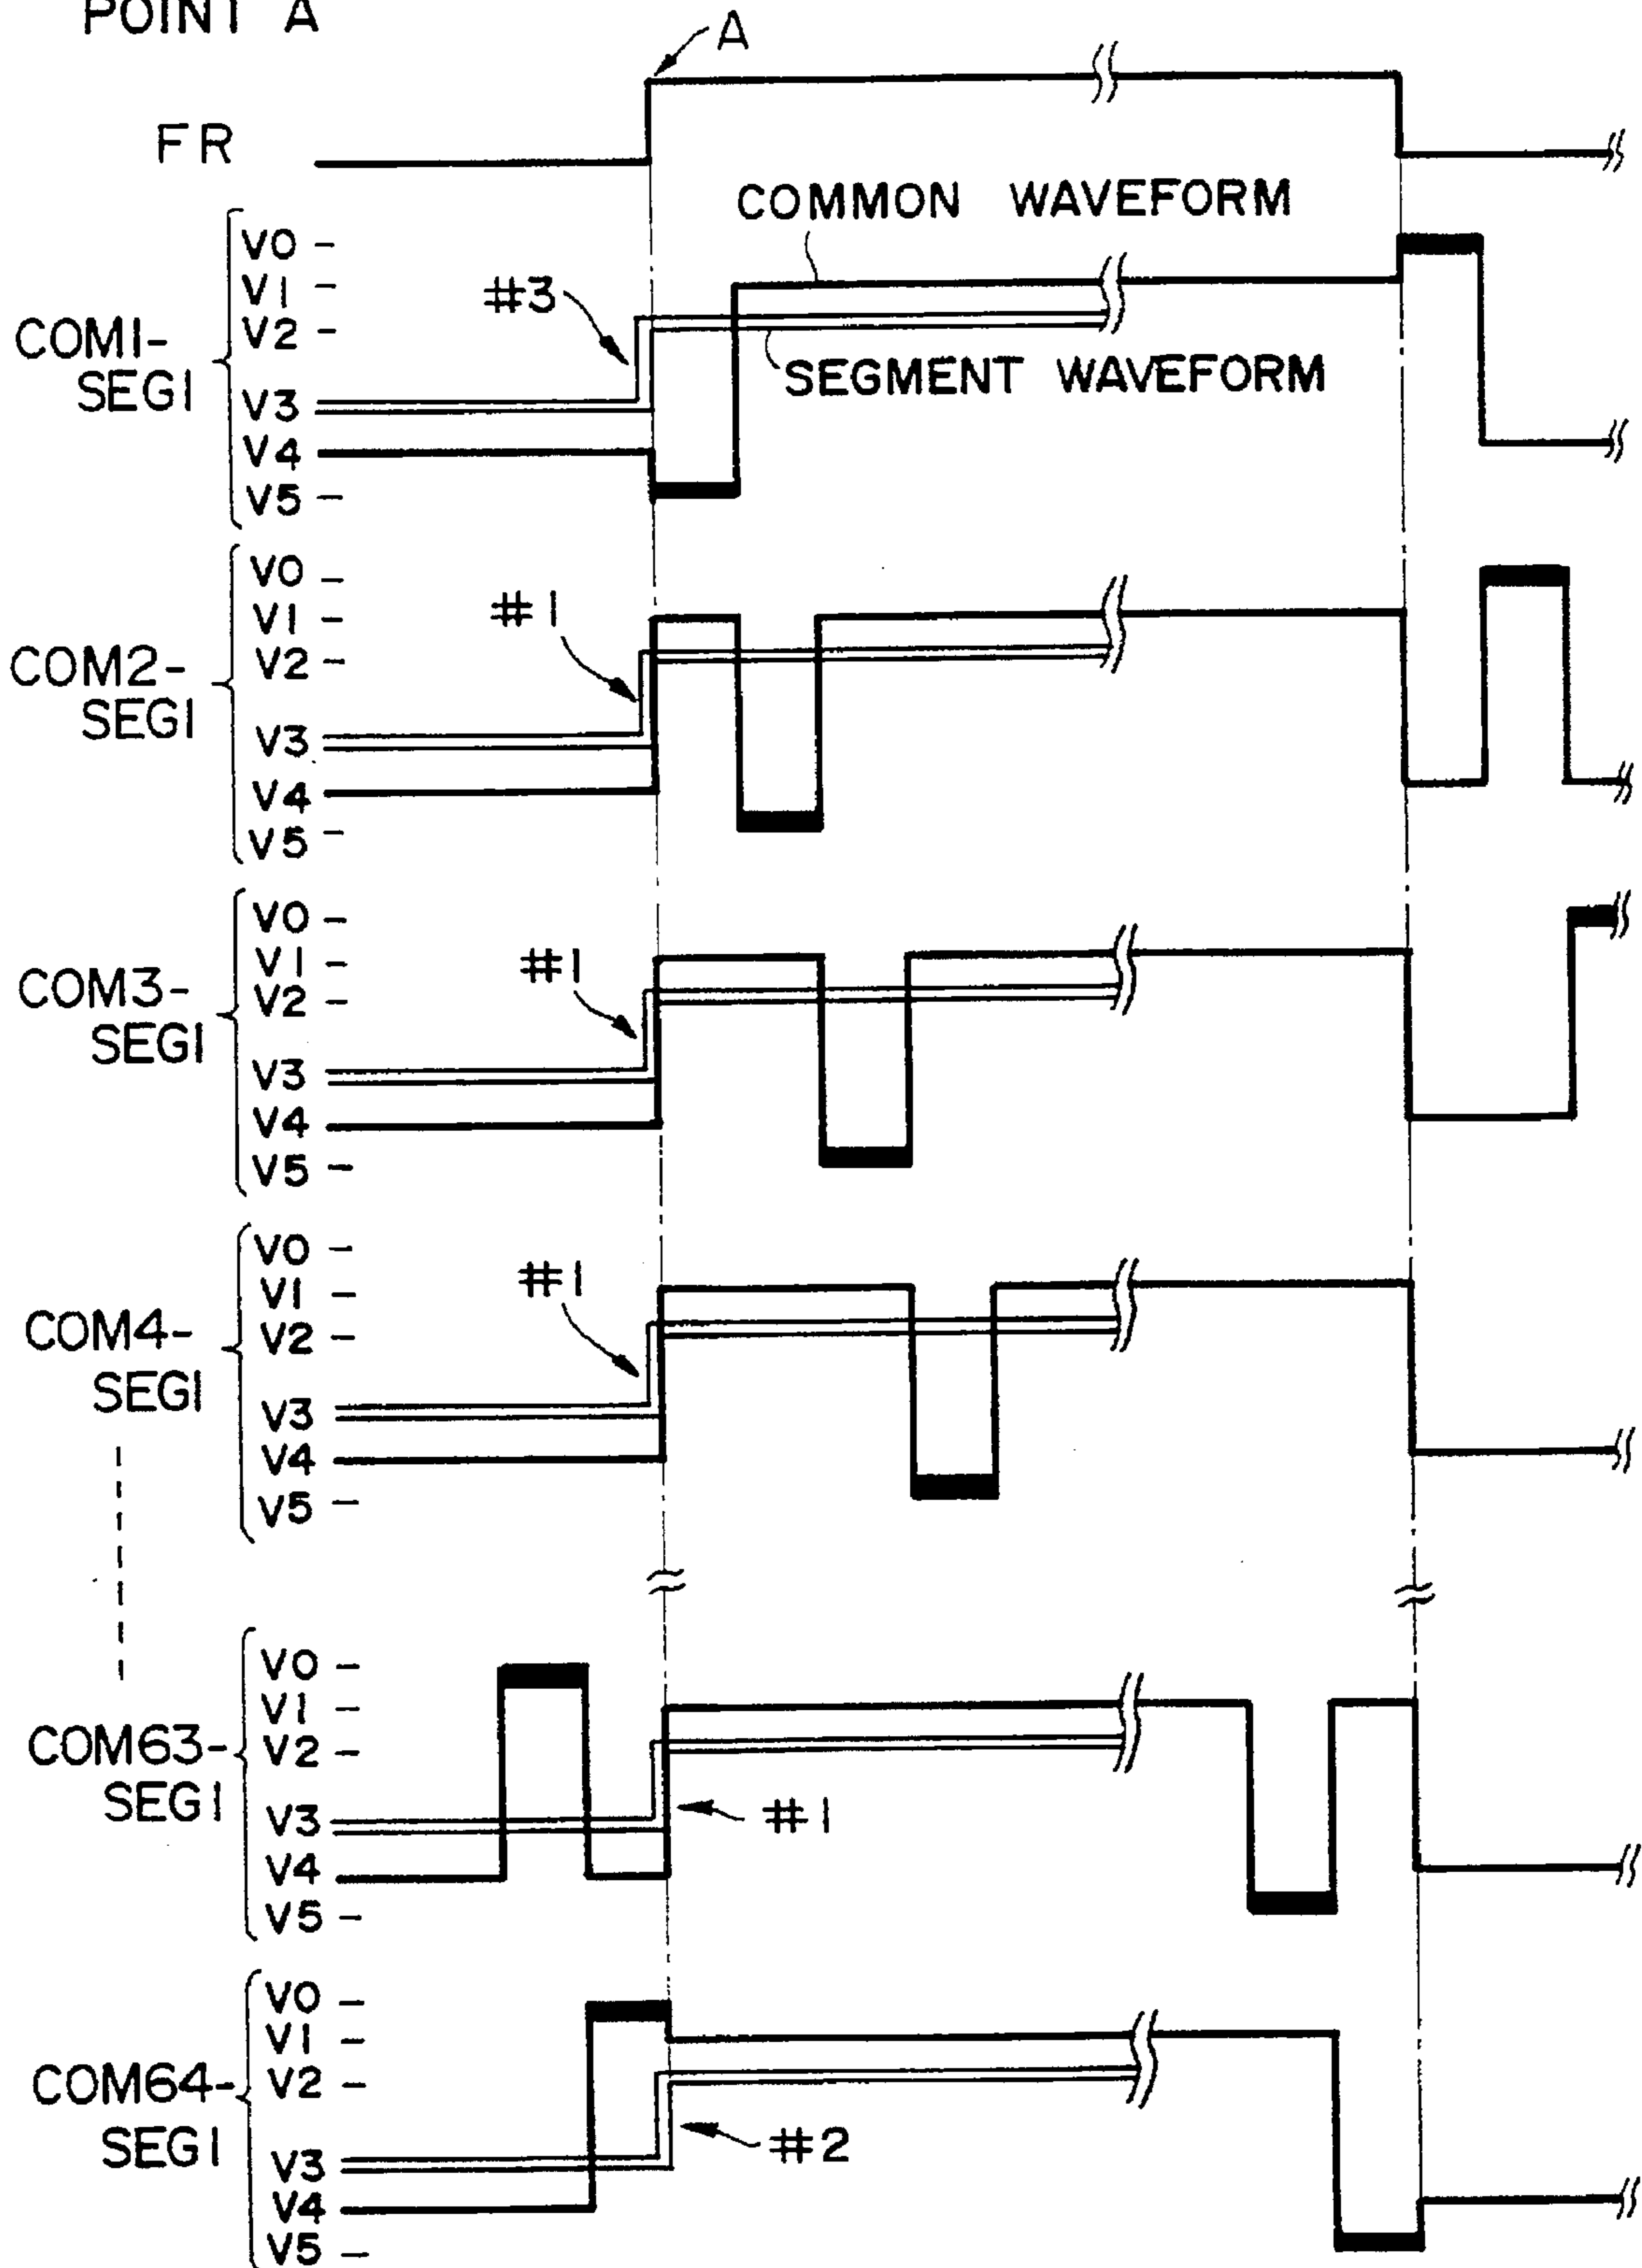 POINT A
A
FR
COMMON WAVEFORM
V0
V1
#3
V2
COM1-
SEG1
SEGMENT WAVEFORM
V3
V4
V5
V0
#1
V1
V2
COM2-
SEG1
V3
V4
V5
V0
#1
V1
V2
COM3-
SEG1
V3
V4
V5
V0
#1
V1
V2
COM4-
SEG1
V3
V4
V5
V0
V1
V2
COM63-
SEG1
V3
#1
V4
V5
V0
V1
V2
COM64-
SEG1
#2
V3
V4
V5